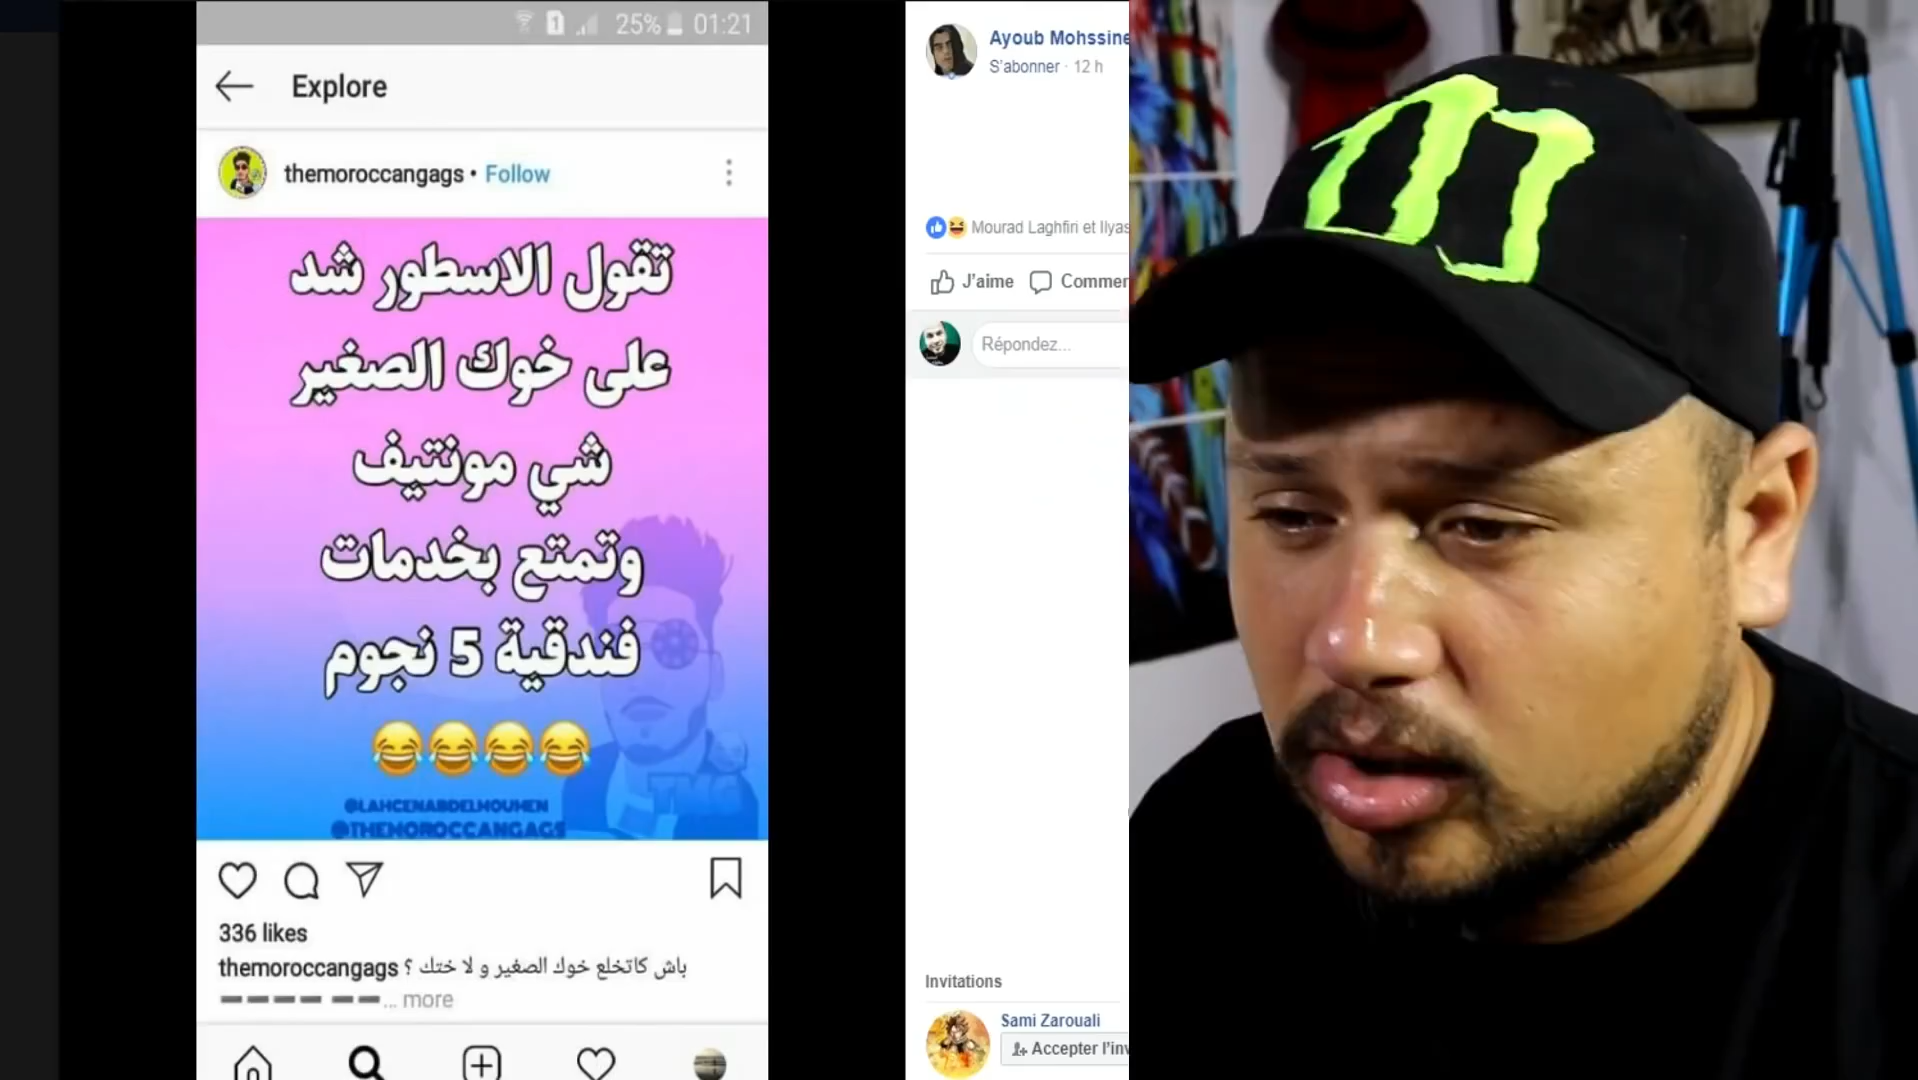 25% 01:21
Explore
themoroccangags • Follow
تقول الاسطور شد
على خوك الصغير
شي مونتيف
وتمتع بخدمات
فندقية 5 نجوم
😂😂😂😂
@LAHCENABDELMOUMEN
@THEMOROCCANGAGS
336 likes
themoroccangags باش كاتخلع خوك الصغير و لا ختك ؟
... more
Ayoub Mohssine
S'abonner · 12 h
Mourad Laghfiri et Ilyas
J'aime Commen
Répondez...
Invitations
Sami Zarouali
Accepter l'inv